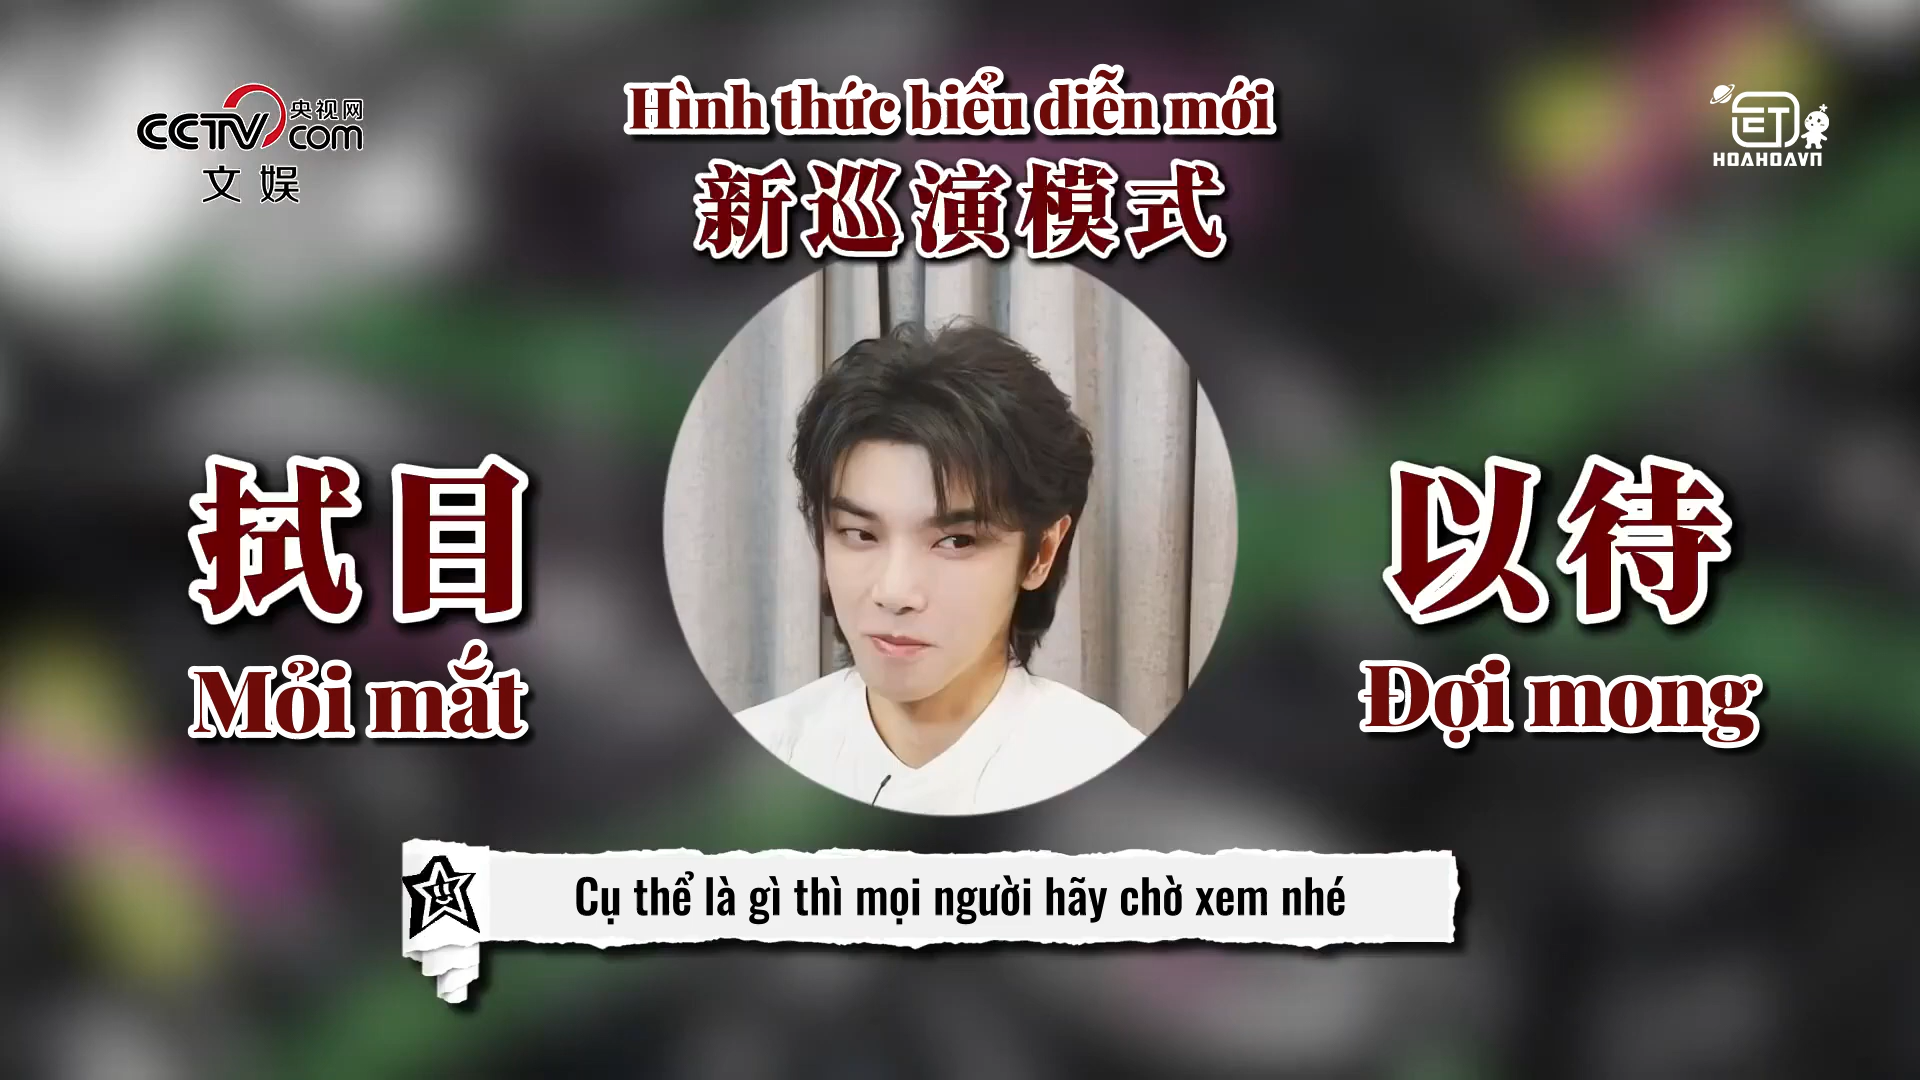 Hình thức biểu diễn mới
CCTV.com 央视网
文娱
ET
HOAHOAVN
新巡演模式
拭目
以待
Mỏi mắt
Đợi mong
Cụ thể là gì thì mọi người hãy chờ xem nhé